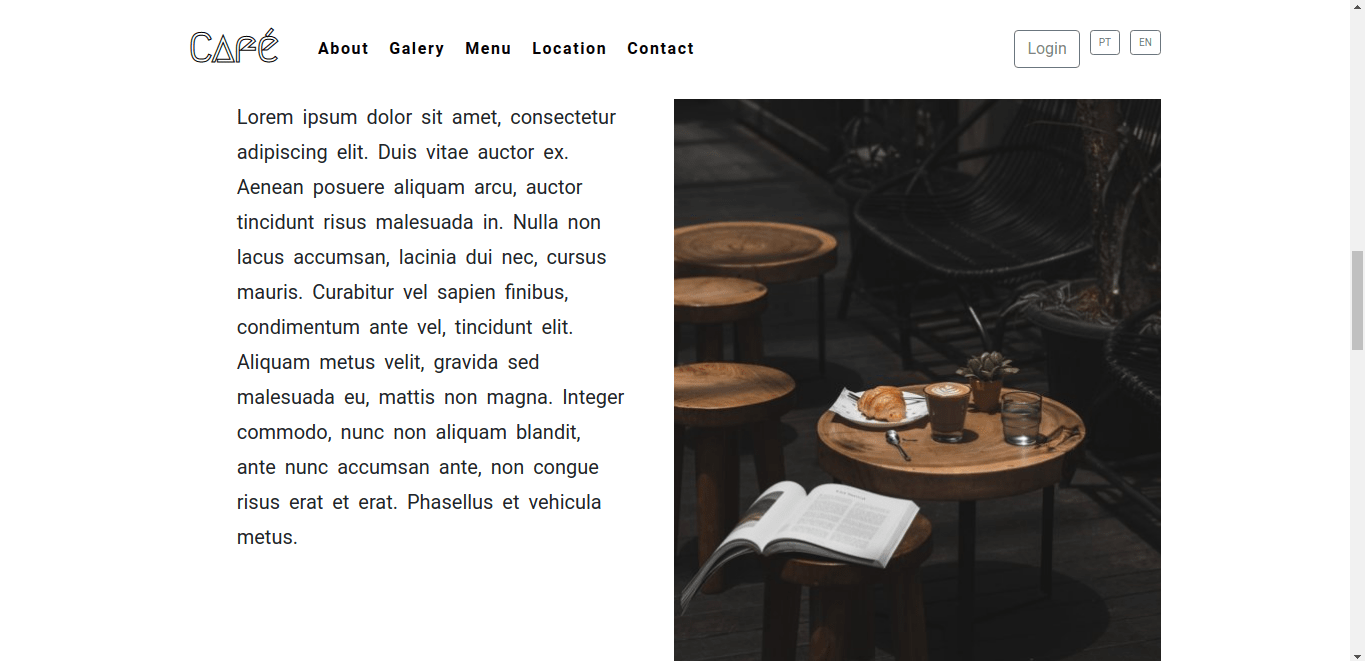 CAFÉ
About Galery Menu Location Contact
Login PT EN
Lorem ipsum dolor sit amet, consectetur
adipiscing elit. Duis vitae auctor ex.
Aenean posuere aliquam arcu, auctor
tincidunt risus malesuada in. Nulla non
lacus accumsan, lacinia dui nec, cursus
mauris. Curabitur vel sapien finibus,
condimentum ante vel, tincidunt elit.
Aliquam metus velit, gravida sed
malesuada eu, mattis non magna. Integer
commodo, nunc non aliquam blandit,
ante nunc accumsan ante, non congue
risus erat et erat. Phasellus et vehicula
metus.